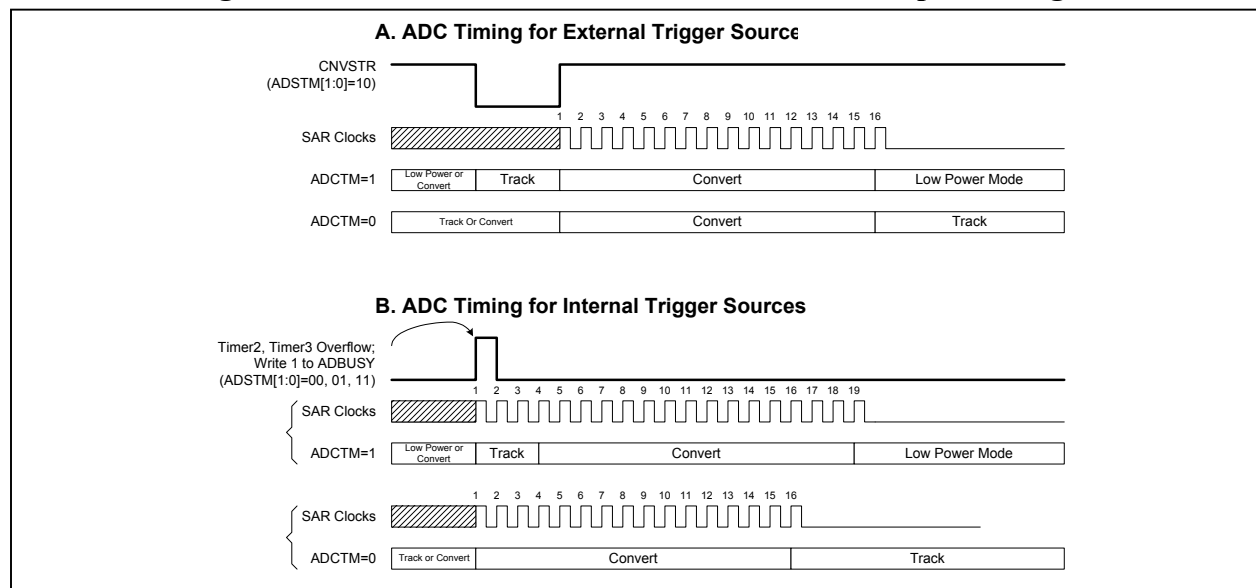 A. ADC Timing for External Trigger Source
CNVSTR
(ADSTM[1:0]=10)
1 2 3 4 5 6 7 8 9 10 11 12 13 14 15 16
SAR Clocks
ADCTM=1 Low Power or Convert Track Convert Low Power Mode
ADCTM=0 Track Or Convert Convert Track
B. ADC Timing for Internal Trigger Sources
Timer2, Timer3 Overflow;
Write 1 to ADBUSY
(ADSTM[1:0]=00, 01, 11)
1 2 3 4 5 6 7 8 9 10 11 12 13 14 15 16 17 18 19
SAR Clocks
ADCTM=1 Low Power or Convert Track Convert Low Power Mode
1 2 3 4 5 6 7 8 9 10 11 12 13 14 15 16
SAR Clocks
ADCTM=0 Track or Convert Convert Track